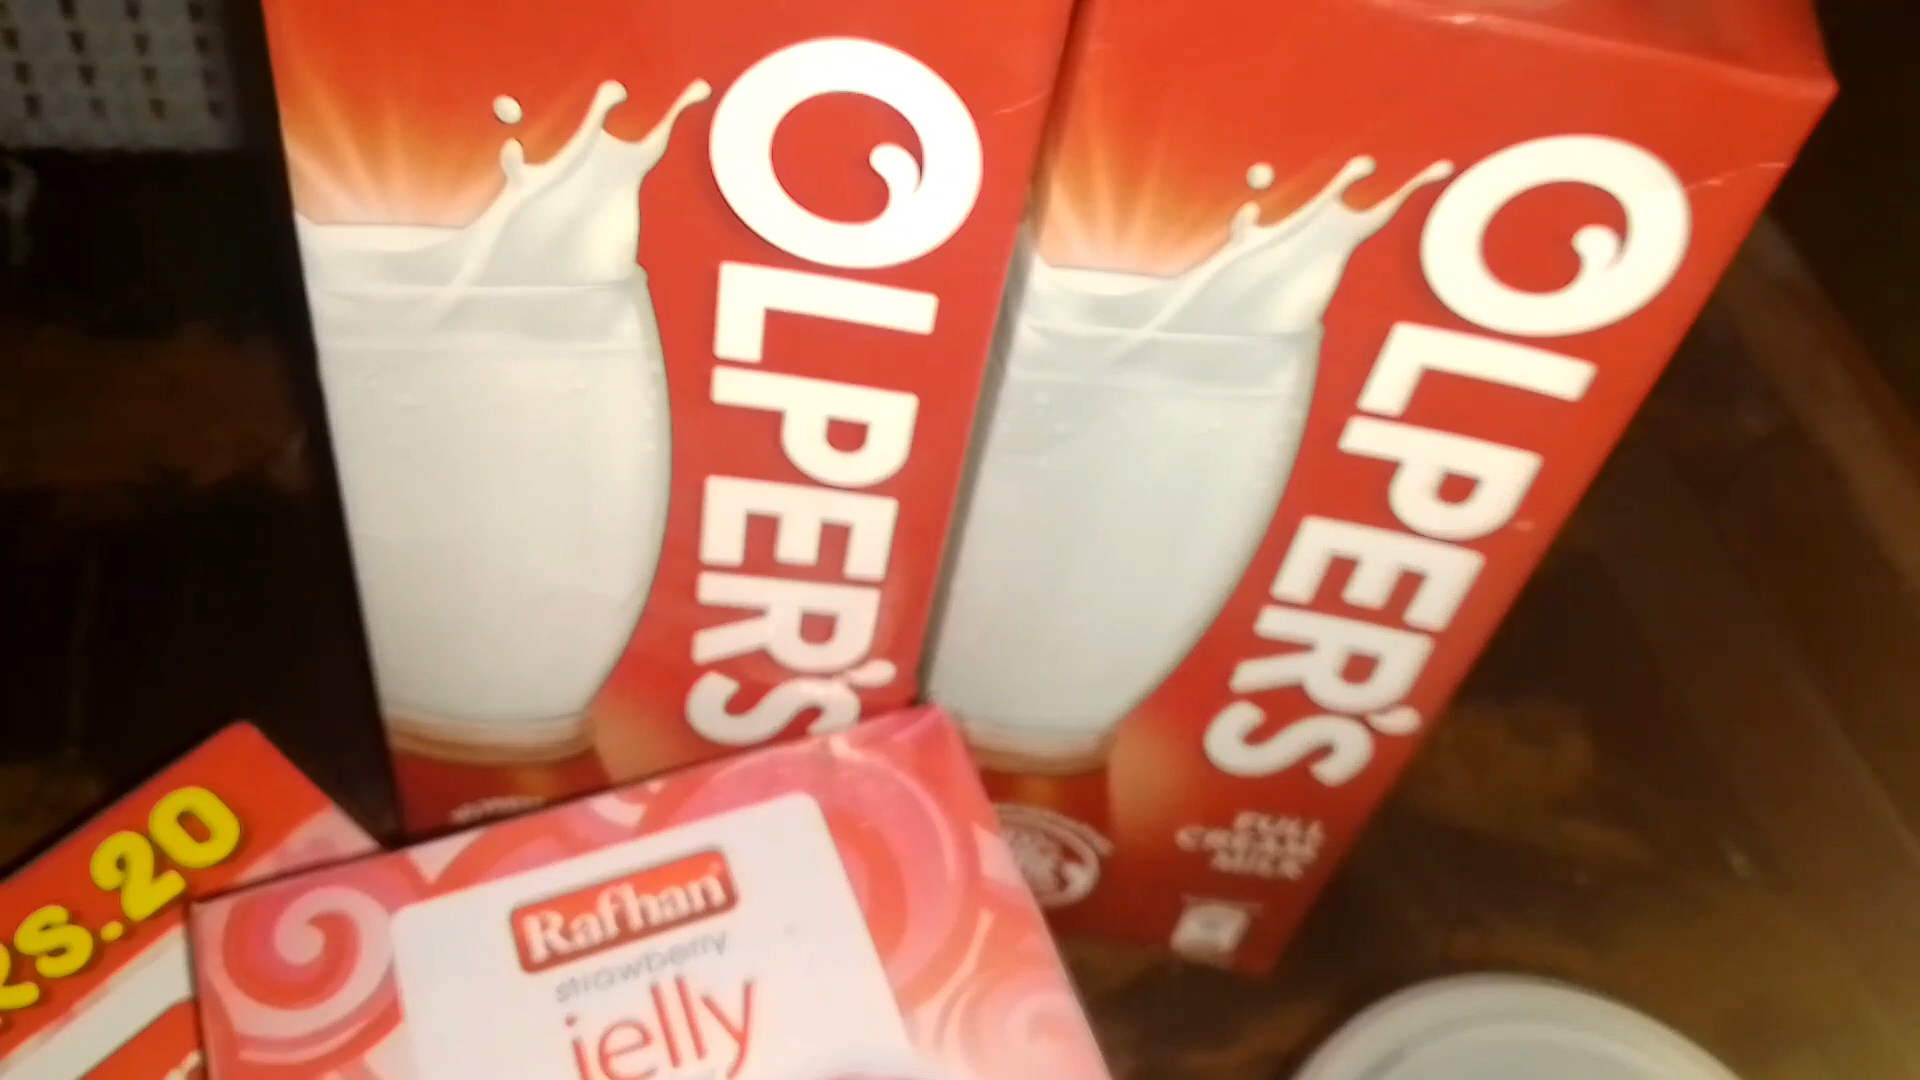 OLPER'S
OLPER'S
FULL
CREAM
MILK
RS.20
Rafhan
strawberry
jelly